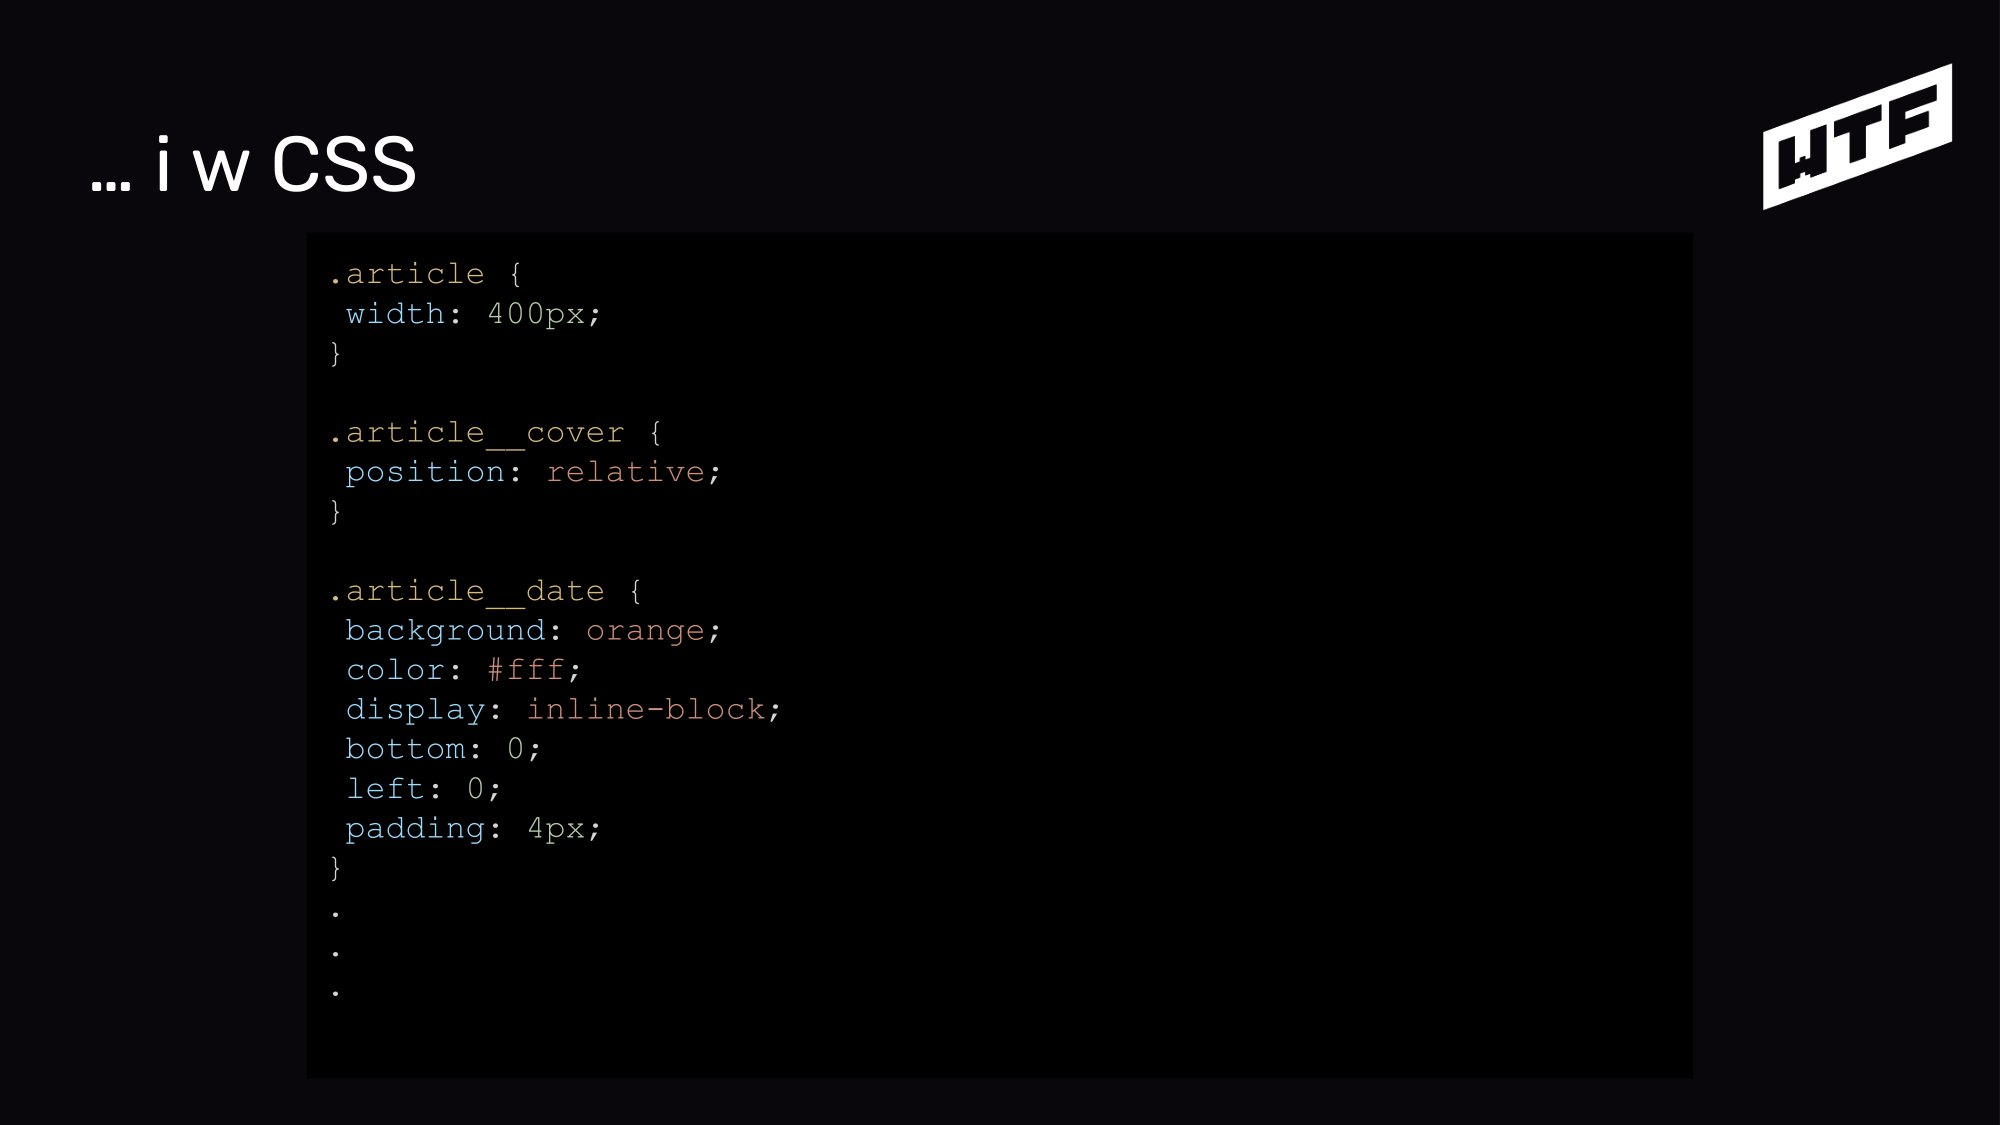 ... i w CSS
WTF
.article {
 width: 400px;
}

.article__cover {
 position: relative;
}

.article__date {
 background: orange;
 color: #fff;
 display: inline-block;
 bottom: 0;
 left: 0;
 padding: 4px;
}
.
.
.